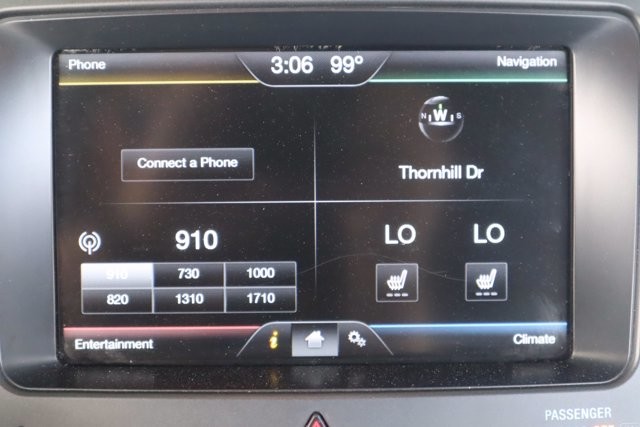 Phone
3:06 99°
Navigation
N W S
Connect a Phone
Thornhill Dr
910
LO LO
910 730 1000
820 1310 1710
Entertainment
i
Climate
PASSENGER